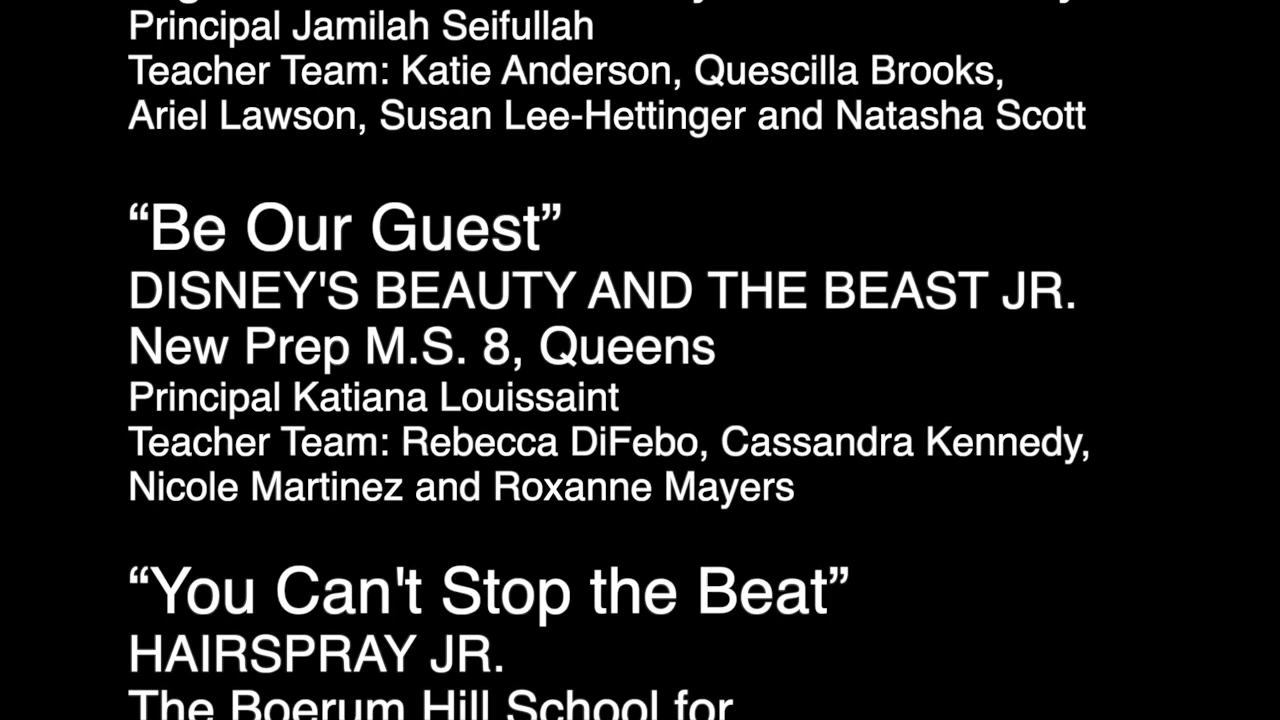 Principal Jamilah Seifullah
Teacher Team: Katie Anderson, Quescilla Brooks,
Ariel Lawson, Susan Lee-Hettinger and Natasha Scott
“Be Our Guest”
DISNEY'S BEAUTY AND THE BEAST JR.
New Prep M.S. 8, Queens
Principal Katiana Louissaint
Teacher Team: Rebecca DiFebo, Cassandra Kennedy,
Nicole Martinez and Roxanne Mayers
“You Can't Stop the Beat”
HAIRSPRAY JR.
The Boerum Hill School for